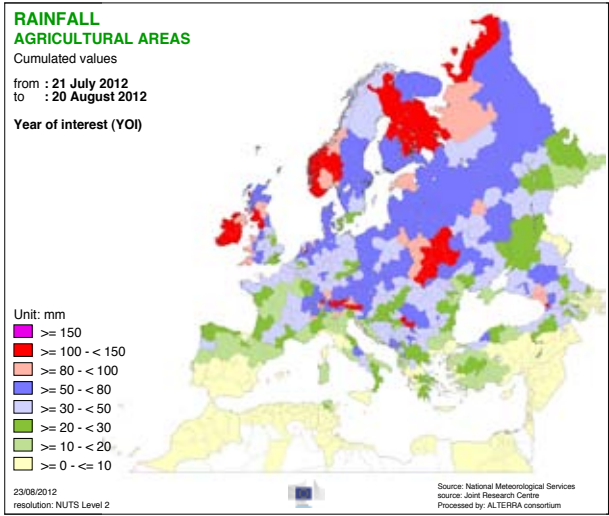 RAINFALL
AGRICULTURAL AREAS
Cumulated values
from : 21 July 2012
to : 20 August 2012
Year of interest (YOI)
Unit: mm
>= 150
>= 100 - < 150
>= 80 - < 100
>= 50 - < 80
>= 30 - < 50
>= 20 - < 30
>= 10 - <20
>= 0 - <= 10
23/08/2012
resolution: NUTS Level 2
Source: National Meteorological Services
source: Joint Research Centre
Processed by: ALTERRA consortium